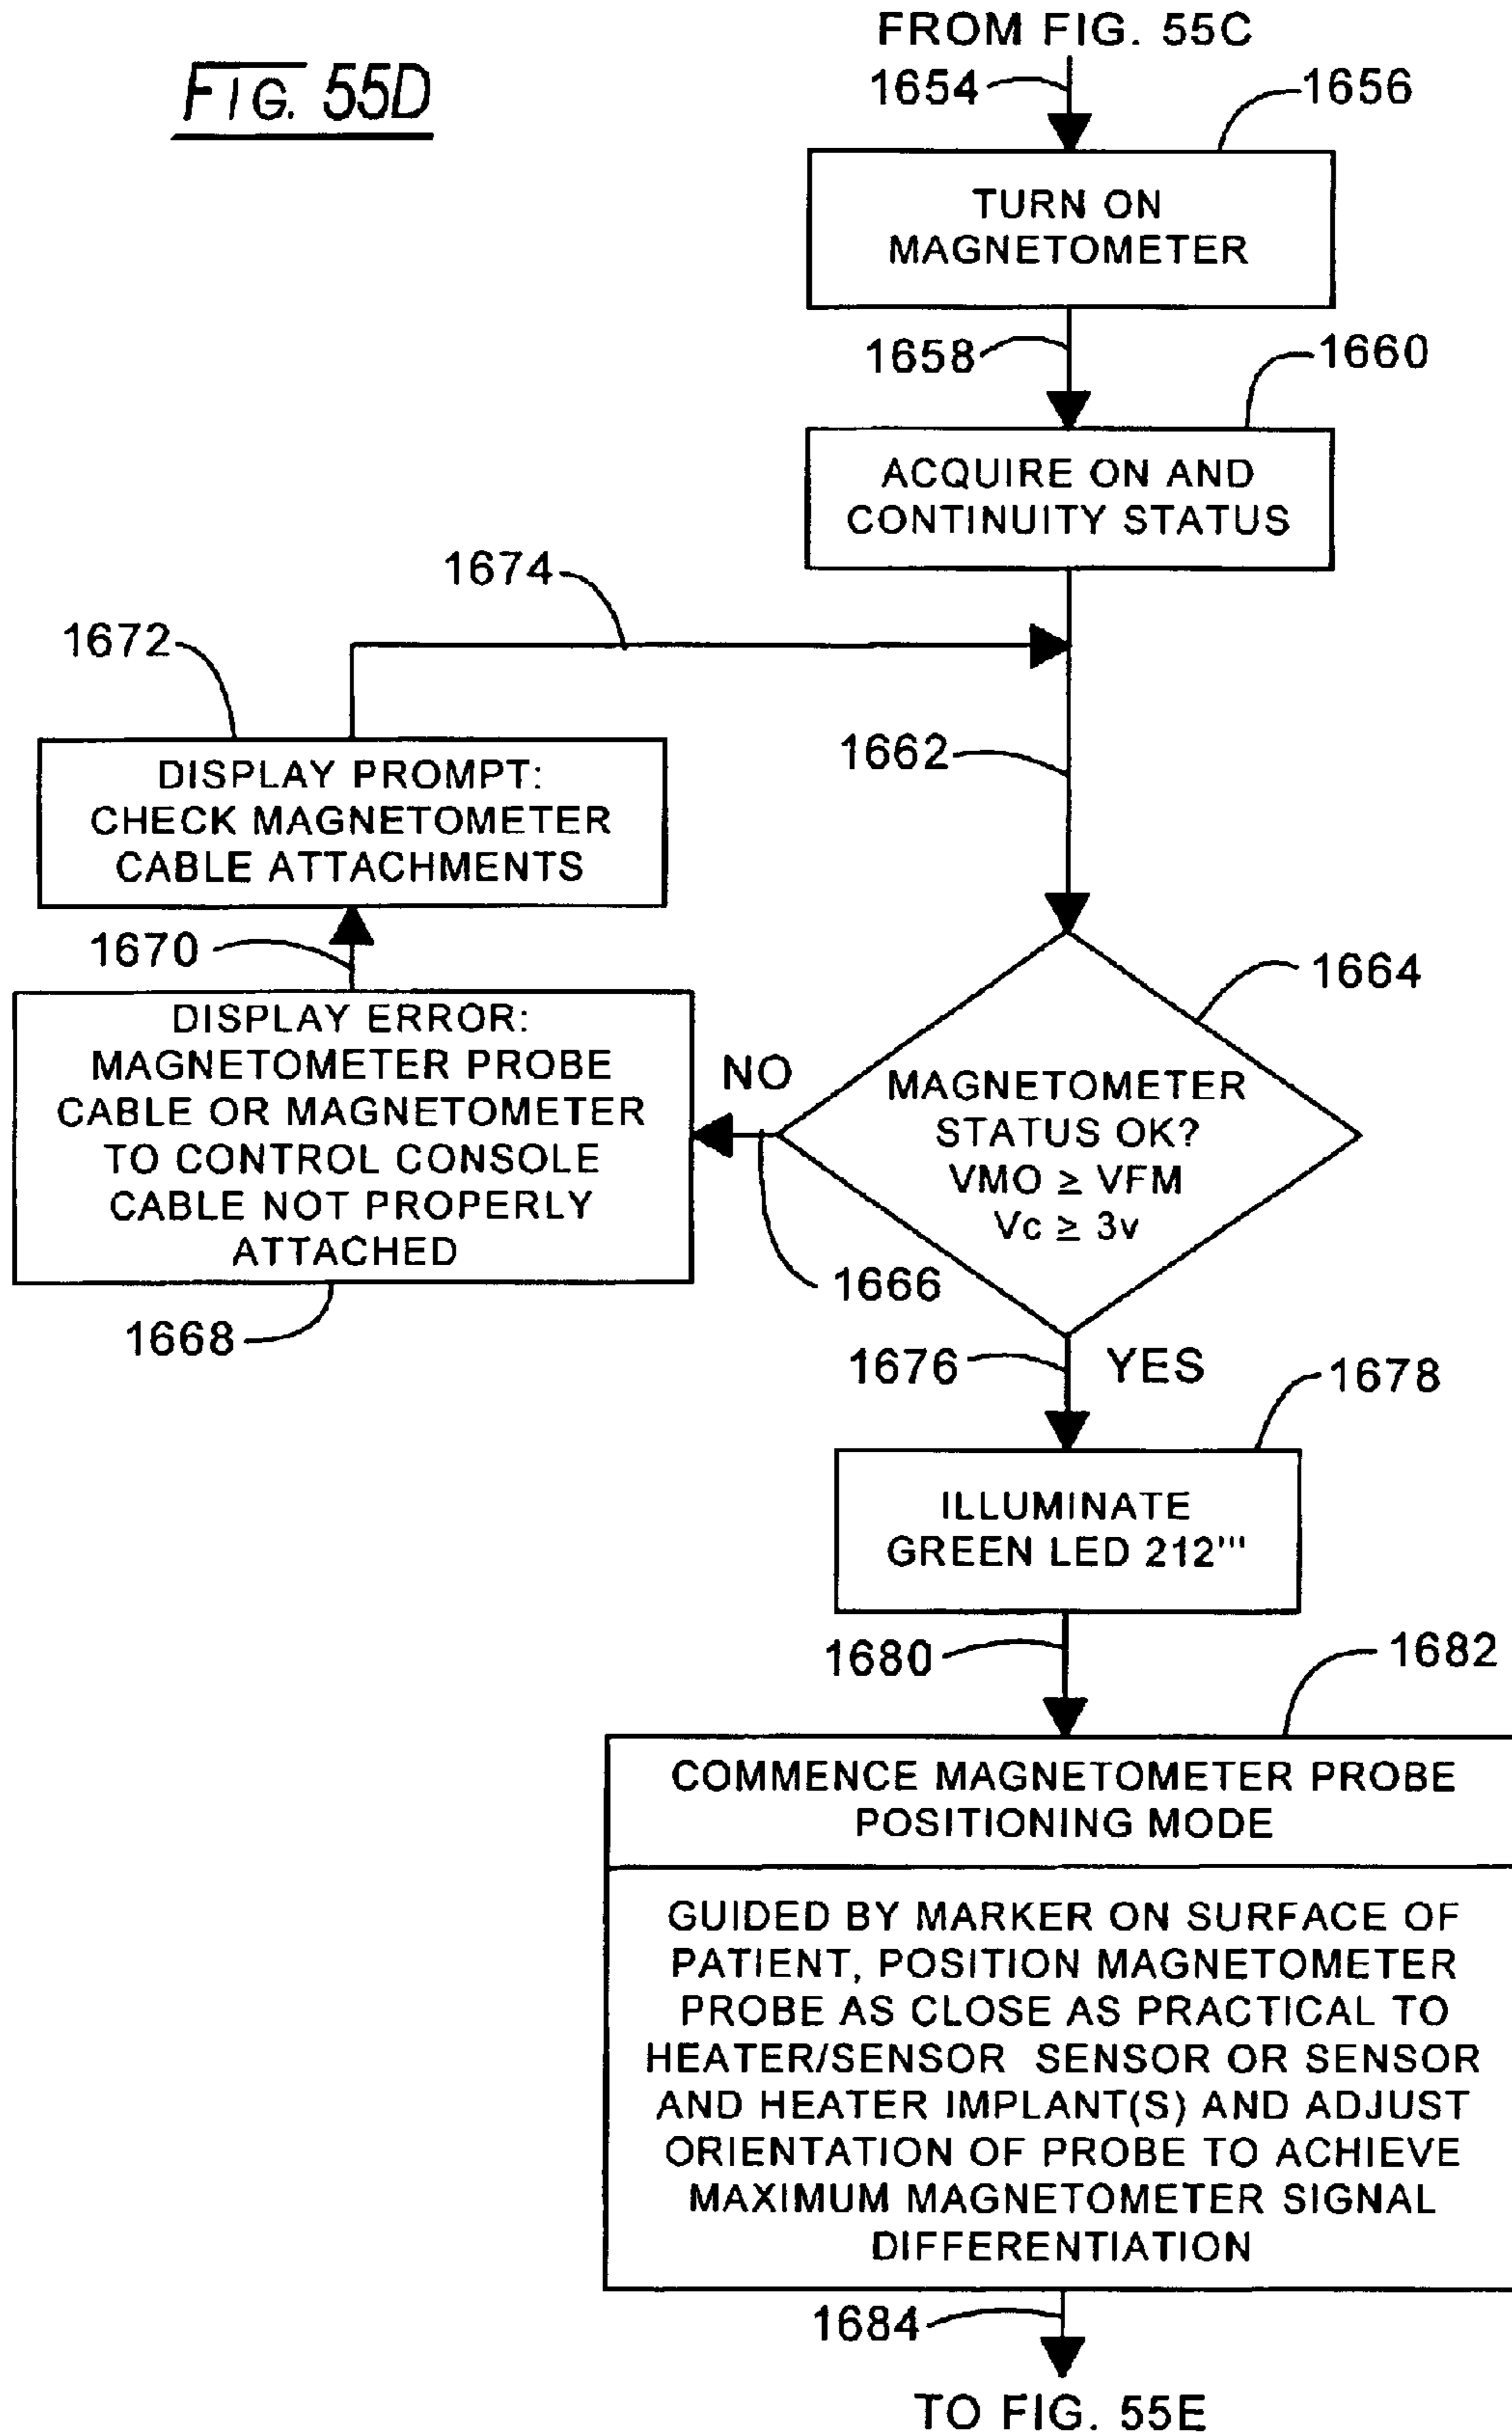 FIG. 55D
FROM FIG. 55C
1654
1656
TURN ON
MAGNETOMETER
1658
1660
ACQUIRE ON AND
CONTINUITY STATUS
1674
1672
1662
DISPLAY PROMPT:
CHECK MAGNETOMETER
CABLE ATTACHMENTS
1670
1664
DISPLAY ERROR:
MAGNETOMETER PROBE
CABLE OR MAGNETOMETER
TO CONTROL CONSOLE
CABLE NOT PROPERLY
ATTACHED
NO
MAGNETOMETER
STATUS OK?
VMO ≥ VFM
Vc ≥ 3v
1666
1668
1676
YES
1678
ILLUMINATE
GREEN LED 212'''
1680
1682
COMMENCE MAGNETOMETER PROBE
POSITIONING MODE
GUIDED BY MARKER ON SURFACE OF
PATIENT, POSITION MAGNETOMETER
PROBE AS CLOSE AS PRACTICAL TO
HEATER/SENSOR SENSOR OR SENSOR
AND HEATER IMPLANT(S) AND ADJUST
ORIENTATION OF PROBE TO ACHIEVE
MAXIMUM MAGNETOMETER SIGNAL
DIFFERENTIATION
1684
TO FIG. 55E